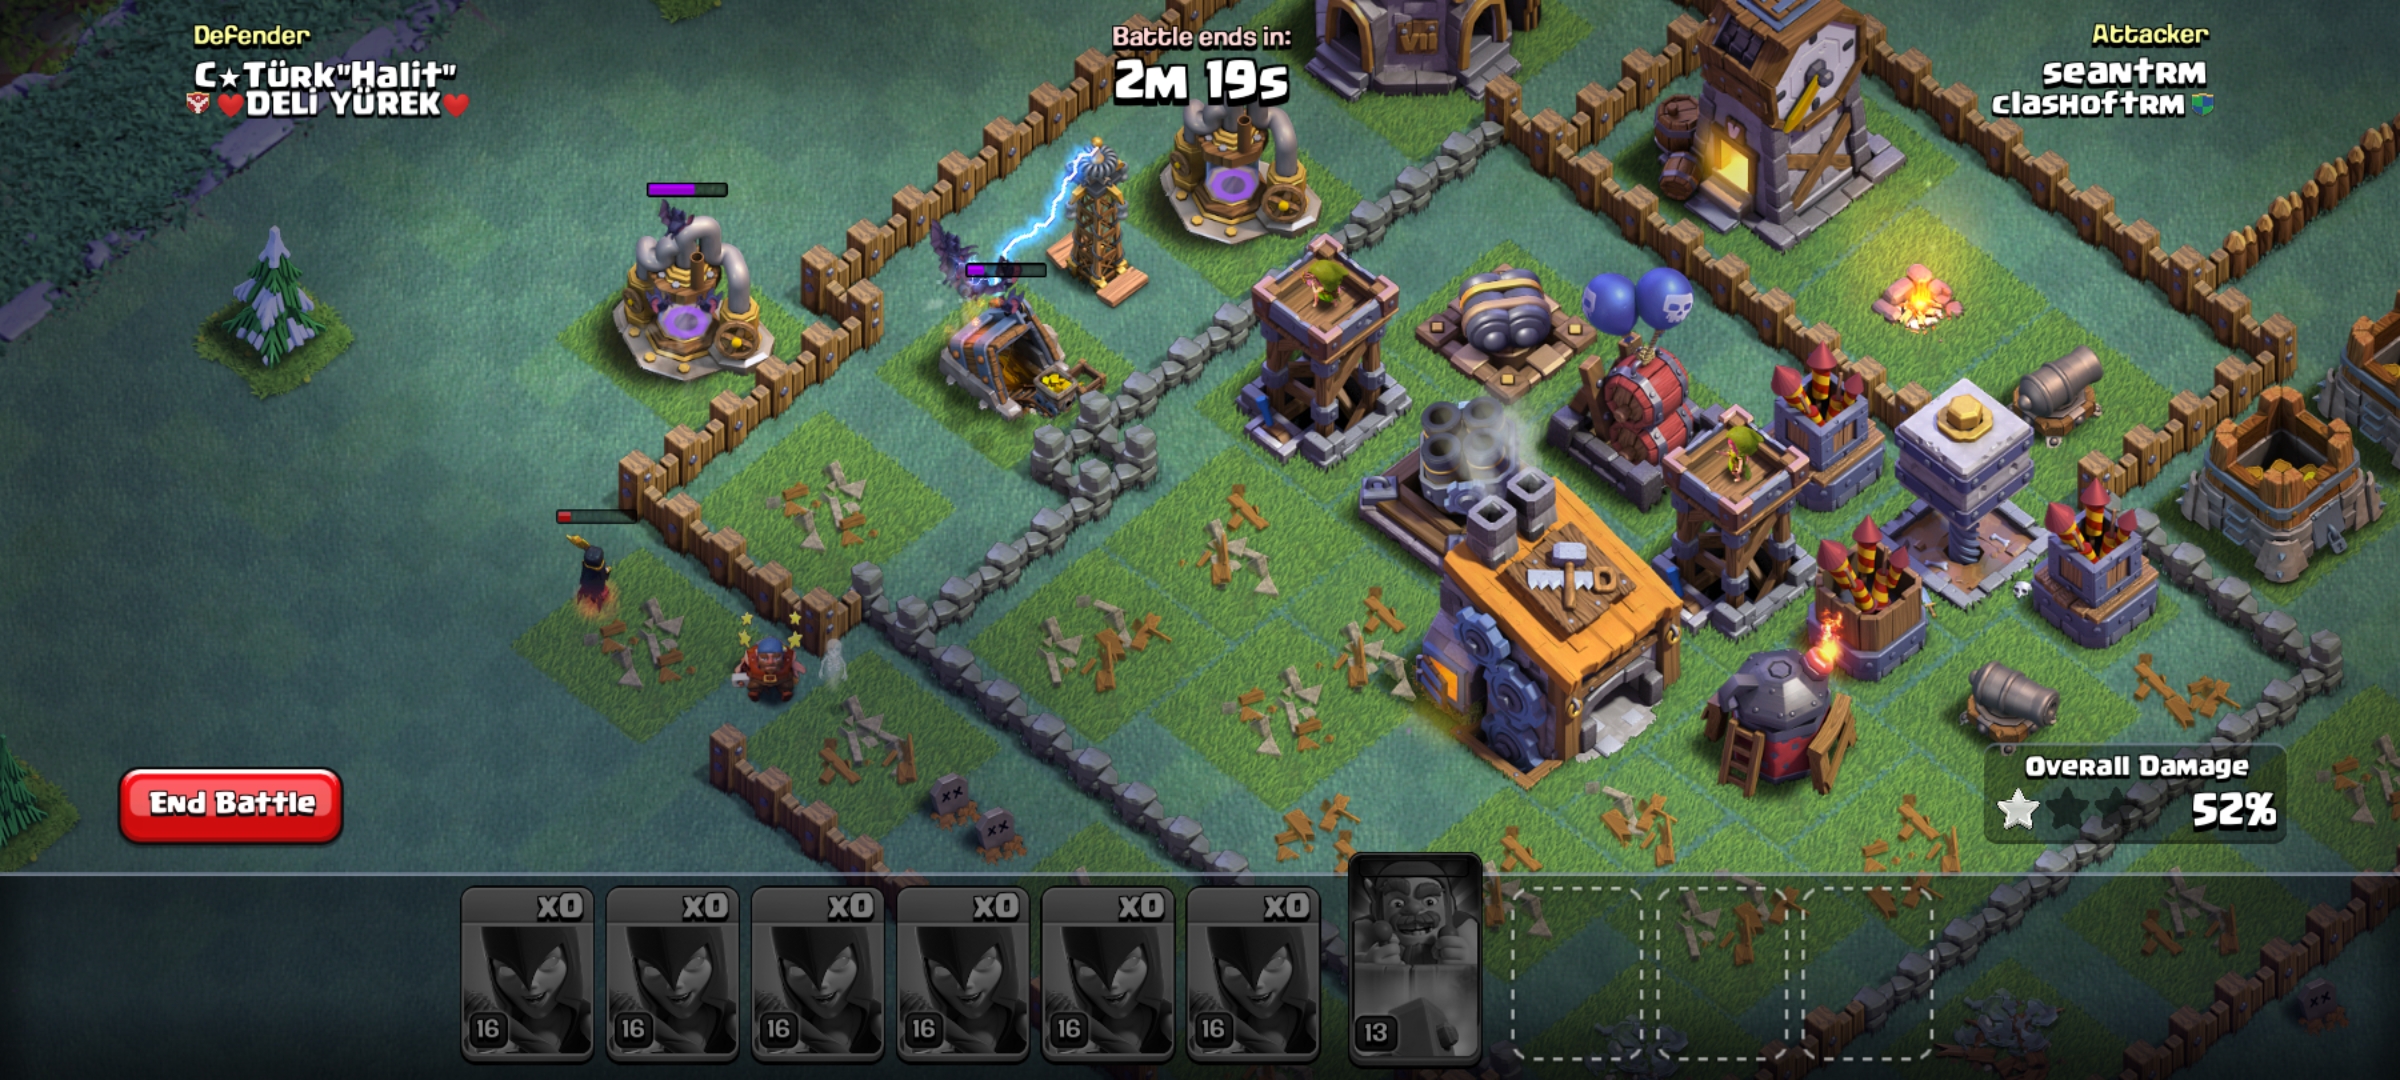 Defender
C★Türk"Halit"
❤DELİ YÜREK❤
Battle ends in:
2M 19s
Attacker
seantRM
clashoftRM
VII
End Battle
Overall Damage
52%
x0
x0
x0
x0
x0
x0
16
16
16
16
16
16
13